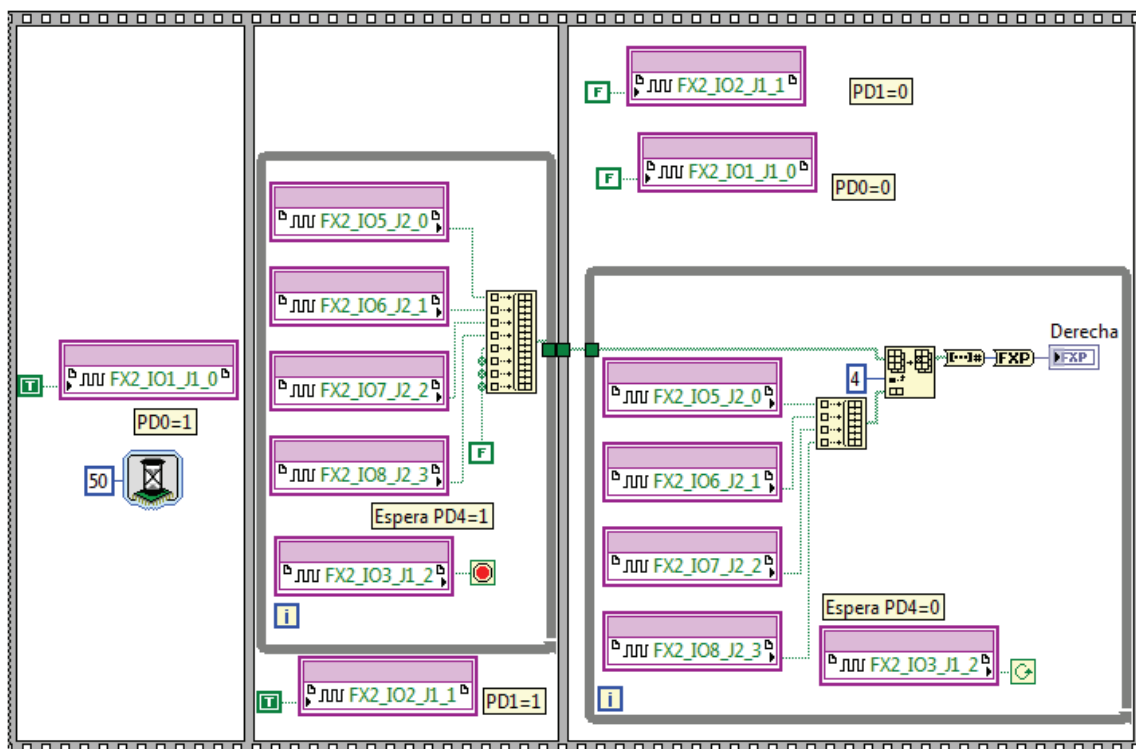 T
FX2_IO1_J1_0
PD0=1
50
FX2_IO5_J2_0
FX2_IO6_J2_1
FX2_IO7_J2_2
FX2_IO8_J2_3
F
Espera PD4=1
FX2_IO3_J1_2
i
T
FX2_IO2_J1_1
PD1=1
F
FX2_IO2_J1_1
PD1=0
F
FX2_IO1_J1_0
PD0=0
Derecha
[...]#
FXP
FXP
4
FX2_IO5_J2_0
FX2_IO6_J2_1
FX2_IO7_J2_2
FX2_IO8_J2_3
Espera PD4=0
FX2_IO3_J1_2
i